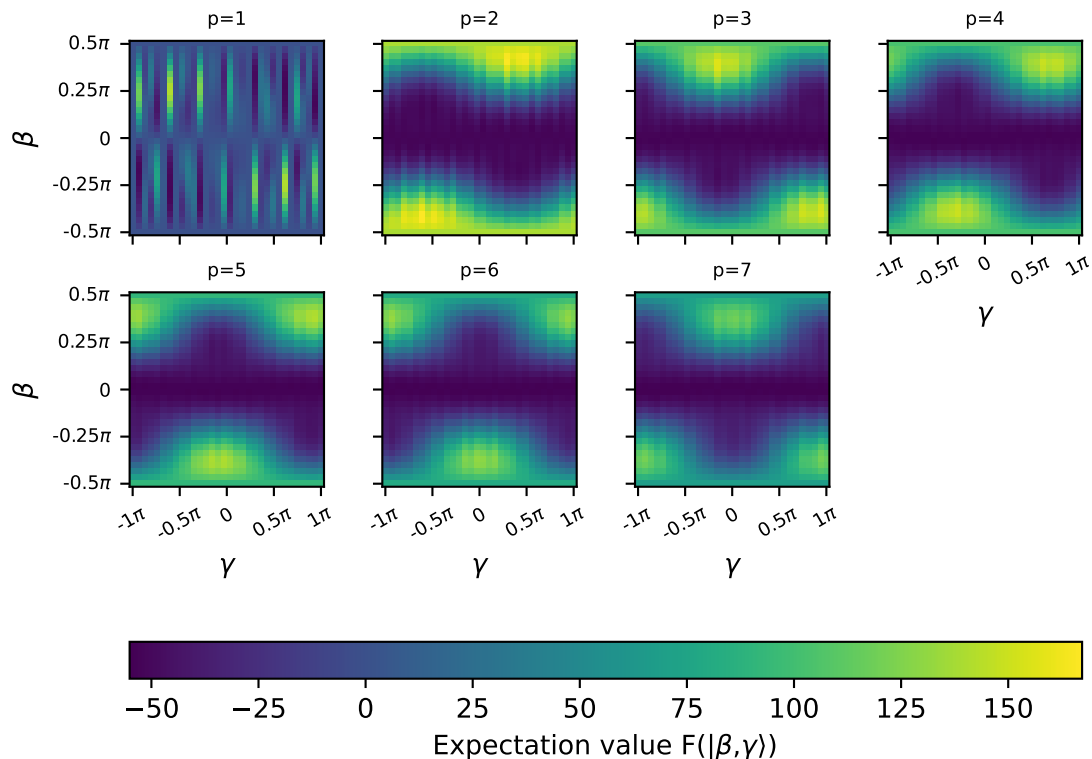 p=1 p=2 p=3 p=4
0.5π
0.25π
0
-0.25π
-0.5π
β
-1π -0.5π 0 0.5π 1π
γ
p=5 p=6 p=7
0.5π
0.25π
0
-0.25π
-0.5π
β
-1π -0.5π 0 0.5π 1π -1π -0.5π 0 0.5π 1π -1π -0.5π 0 0.5π 1π
γ γ γ
−50 −25 0 25 50 75 100 125 150
Expectation value F(|β,γ⟩)